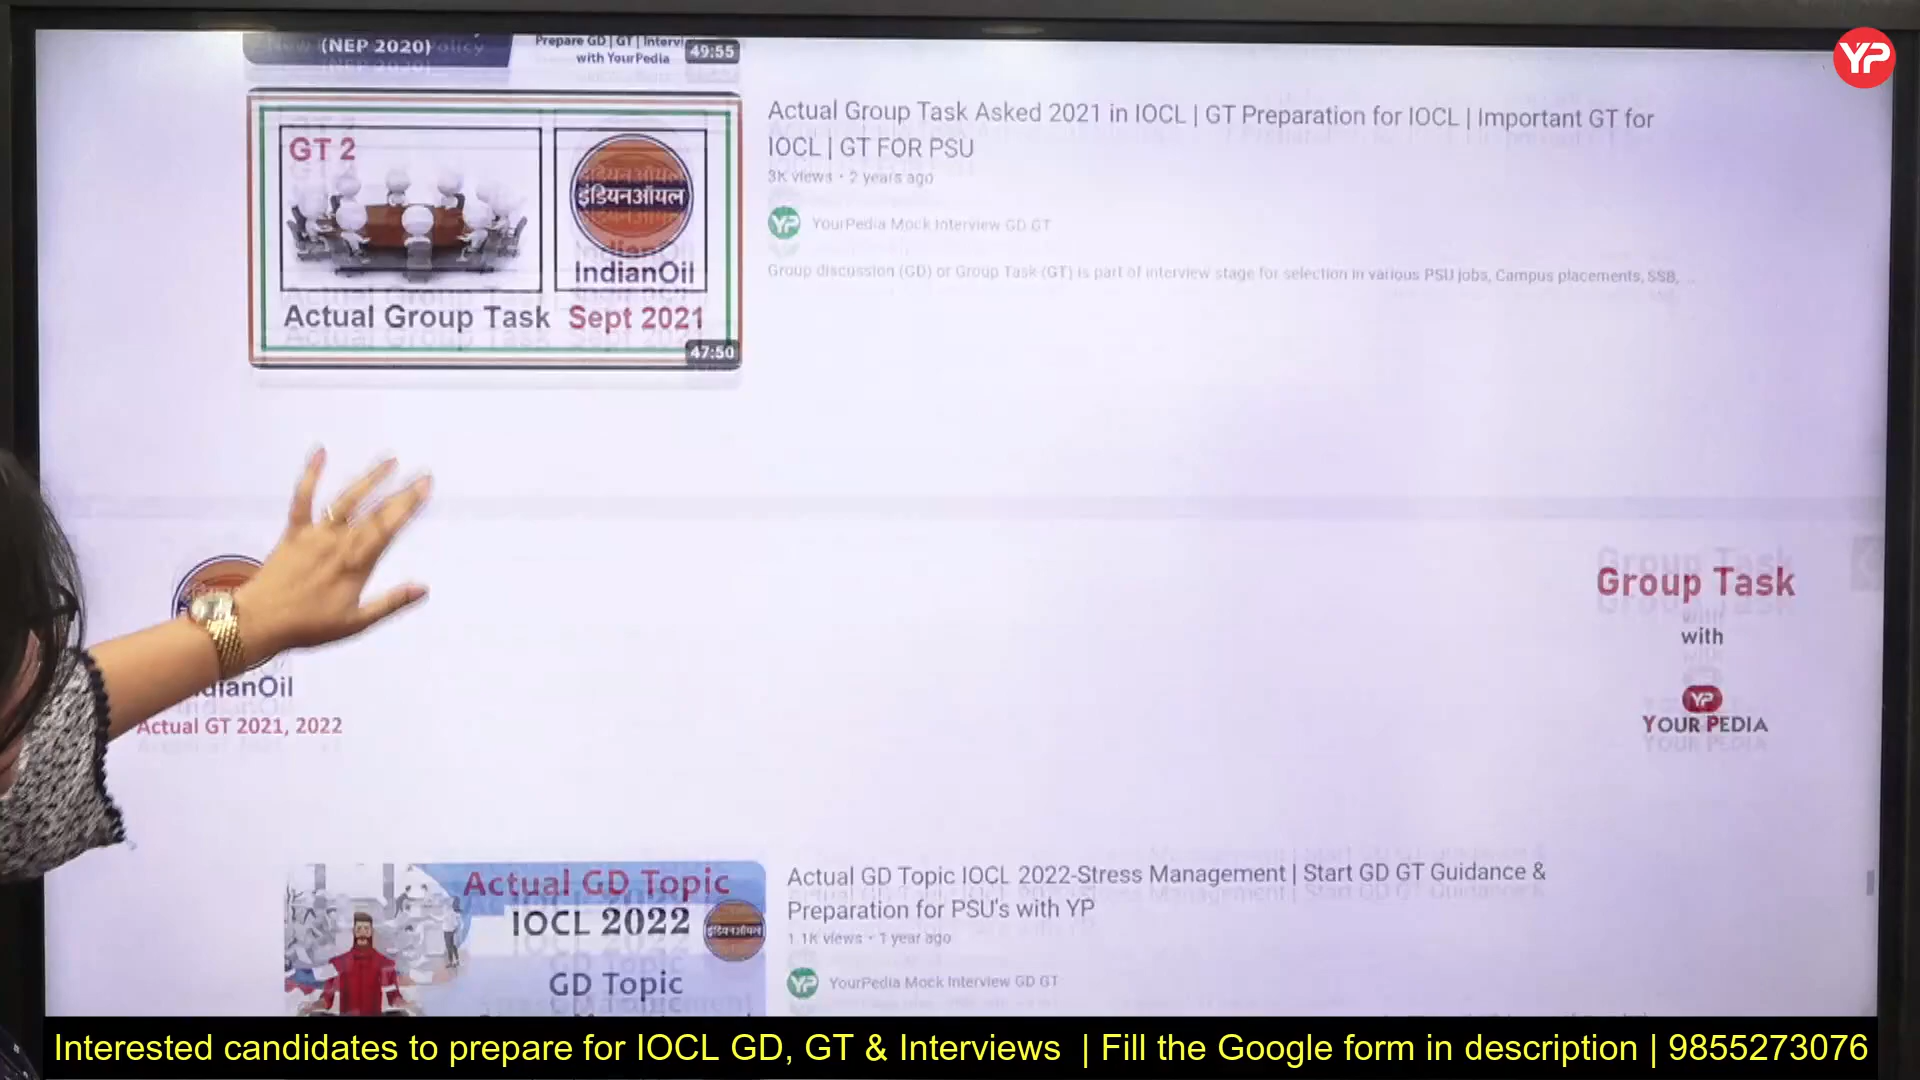 (NEP 2020)
Prepare GD | GT | Intervi
with YourPedia
49:55
YP
GT 2
इंडियनऑयल
IndianOil
Actual Group Task Sept 2021
47:50
Actual Group Task Asked 2021 in IOCL | GT Preparation for IOCL | Important GT for
IOCL | GT FOR PSU
3K views • 2 years ago
YP YourPedia Mock Interview GD GT
Group discussion (GD) or Group Task (GT) is part of interview stage for selection in various PSU jobs, Campus placements, SSB,
dianOil
Actual GT 2021, 2022
Group Task
with
YP
YOUR PEDIA
Actual GD Topic
IOCL 2022
इंडियनऑयल
GD Topic
Actual GD Topic IOCL 2022-Stress Management | Start GD GT Guidance &
Preparation for PSU's with YP
1.1K views • 1 year ago
YP YourPedia Mock Interview GD GT
Interested candidates to prepare for IOCL GD, GT & Interviews | Fill the Google form in description | 9855273076